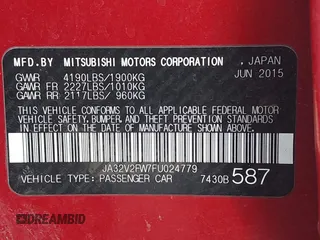 MFD.BY MITSUBISHI MOTORS CORPORATION , JAPAN
GVWR 4190LBS/1900KG JUN 2015
GAWR FR 2227LBS/1010KG
GAWR RR 2117LBS/ 960KG
THIS VEHICLE CONFORMS TO ALL APPLICABLE FEDERAL MOTOR VEHICLE SAFETY, BUMPER, AND THEFT PREVENTION STANDARDS IN EFFECT ON THE DATE OF MANUFACTURE SHOWN ABOVE.
JA32V2FW7FU024779
VEHICLE TYPE: PASSENGER CAR 7430B 587
DREAMBID